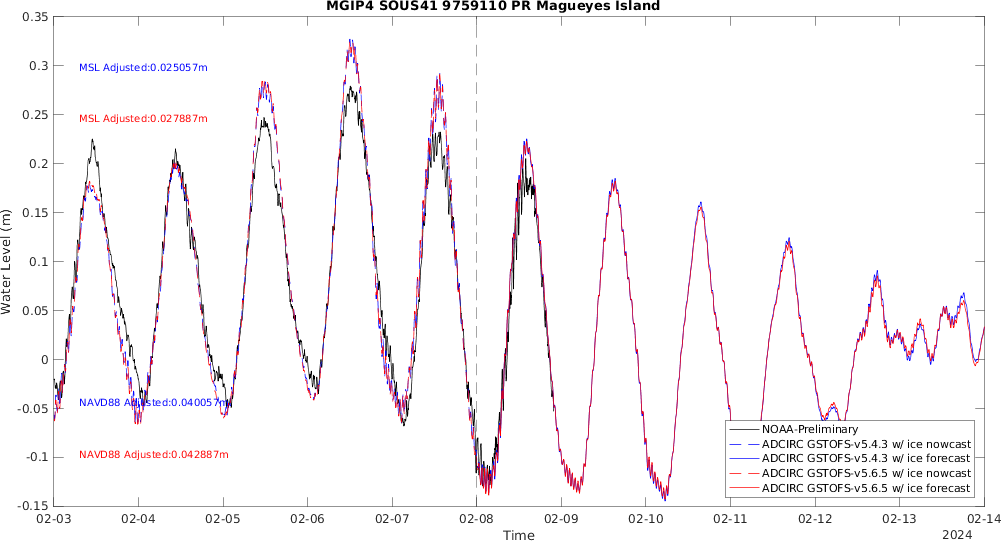 MGIP4 SOUS41 9759110 PR Magueyes Island
0.35
0.3
0.25
0.2
0.15
0.1
0.05
0
-0.05
-0.1
-0.15
Water Level (m)
MSL Adjusted:0.025057m
MSL Adjusted:0.027887m
NAVD88 Adjusted:0.040057m
NAVD88 Adjusted:0.042887m
NOAA-Preliminary
ADCIRC GSTOFS-v5.4.3 w/ ice nowcast
ADCIRC GSTOFS-v5.4.3 w/ ice forecast
ADCIRC GSTOFS-v5.6.5 w/ ice nowcast
ADCIRC GSTOFS-v5.6.5 w/ ice forecast
02-03 02-04 02-05 02-06 02-07 02-08 02-09 02-10 02-11 02-12 02-13 02-14
Time
2024